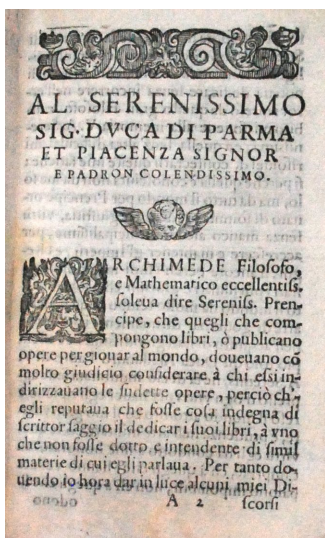 AL SERENISSIMO
SIG. DVCA DI PARMA
ET PIACENZA SIGNOR
E PADRON COLENDISSIMO.
ARCHIMEDE Filosofo,
e Mathematico eccellentiss.
soleua dire Sereniss. Pren-
cipe, che quegli che com-
pongono libri, ò publicano
opere per giouar al mondo, doueuano cō
molto giudicio considerare à chi essi in-
dirizzauano le sudette opere, perciò ch'-
egli reputaua che fosse cosa indegna di
scrittor saggio il dedicar i suoi libri, à vno
che non fosse dotto e intendente di simil
materie di cui egli parlaua. Per tanto do-
uendo io hora dar in luce alcuni miei Di-
A 2 scorsi